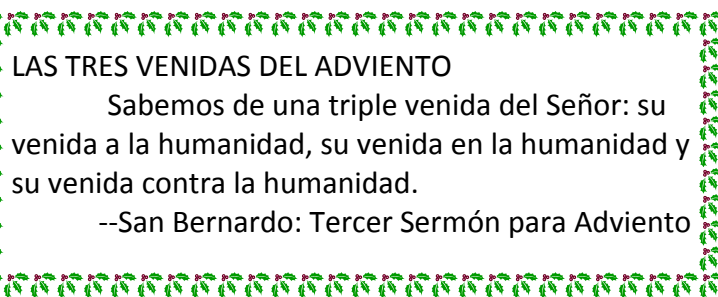 LAS TRES VENIDAS DEL ADVIENTO
Sabemos de una triple venida del Señor: su
venida a la humanidad, su venida en la humanidad y
su venida contra la humanidad.
--San Bernardo: Tercer Sermón para Adviento